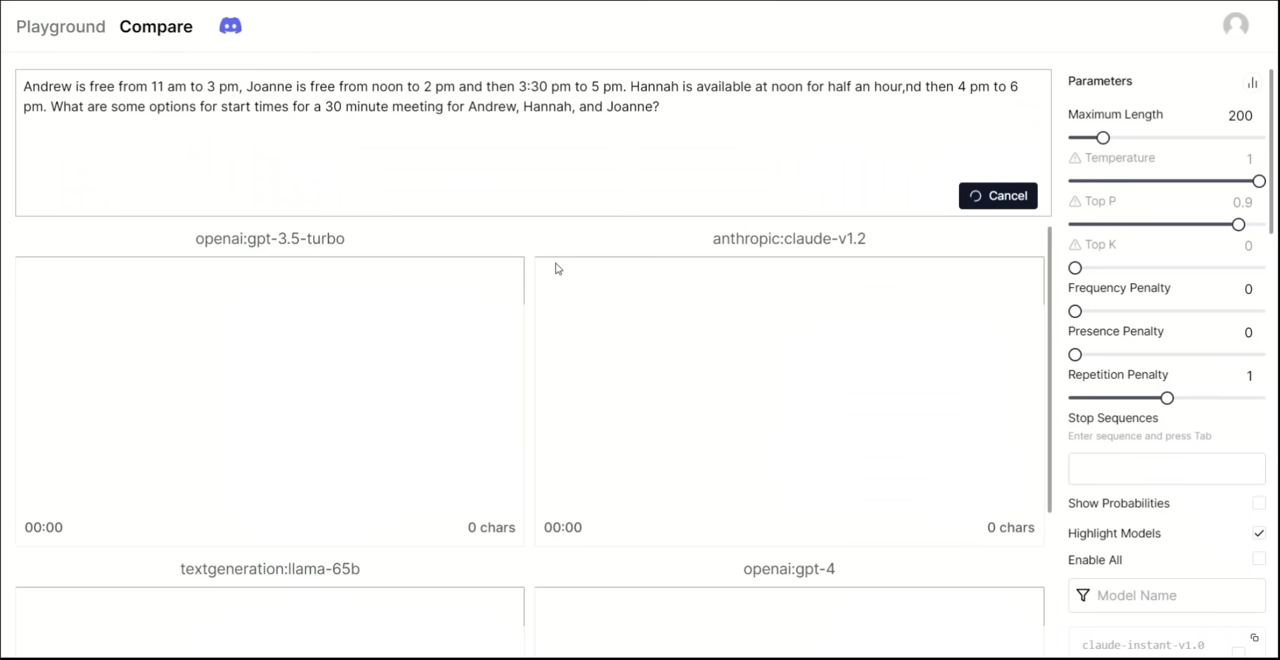 Playground Compare
Andrew is free from 11 am to 3 pm, Joanne is free from noon to 2 pm and then 3:30 pm to 5 pm. Hannah is available at noon for half an hour,nd then 4 pm to 6
pm. What are some options for start times for a 30 minute meeting for Andrew, Hannah, and Joanne?
Cancel
openai:gpt-3.5-turbo
anthropic:claude-v1.2
00:00
0 chars
00:00
0 chars
textgeneration:llama-65b
openai:gpt-4
Parameters
Maximum Length 200
Temperature 1
Top P 0.9
Top K 0
Frequency Penalty 0
Presence Penalty 0
Repetition Penalty 1
Stop Sequences
Enter sequence and press Tab
Show Probabilities
Highlight Models
Enable All
Model Name
claude-instant-v1.0